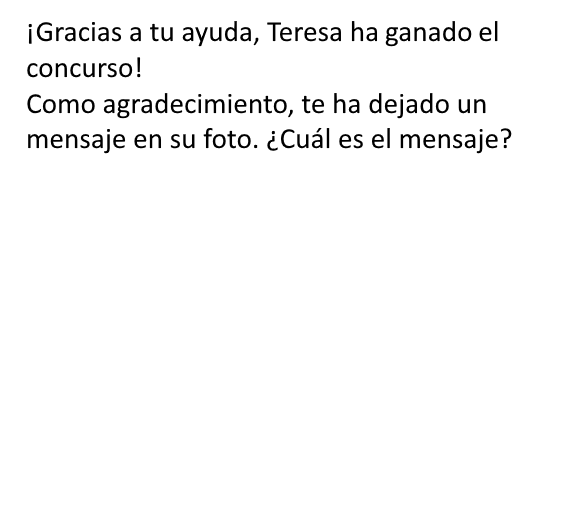 ¡Gracias a tu ayuda, Teresa ha ganado el
concurso!
Como agradecimiento, te ha dejado un
mensaje en su foto. ¿Cuál es el mensaje?